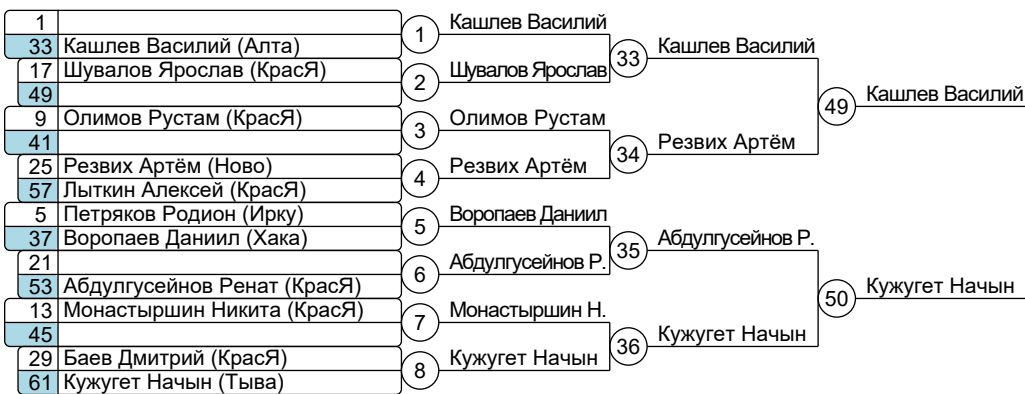 1
33 Кашлев Василий (Алта)
17 Шувалов Ярослав (КрасЯ)
49
9 Олимов Рустам (КрасЯ)
41
25 Резвих Артём (Ново)
57 Лыткин Алексей (КрасЯ)
5 Петряков Родион (Ирку)
37 Воропаев Даниил (Хака)
21
53 Абдулгусейнов Ренат (КрасЯ)
13 Монастыршин Никита (КрасЯ)
45
29 Баев Дмитрий (КрасЯ)
61 Кужугет Начын (Тыва)
1 Кашлев Василий
2 Шувалов Ярослав
3 Олимов Рустам
4 Резвих Артём
5 Воропаев Даниил
6 Абдулгусейнов Р.
7 Монастыршин Н.
8 Кужугет Начын
33 Кашлев Василий
34 Резвих Артём
35 Абдулгусейнов Р.
36 Кужугет Начын
49 Кашлев Василий
50 Кужугет Начын